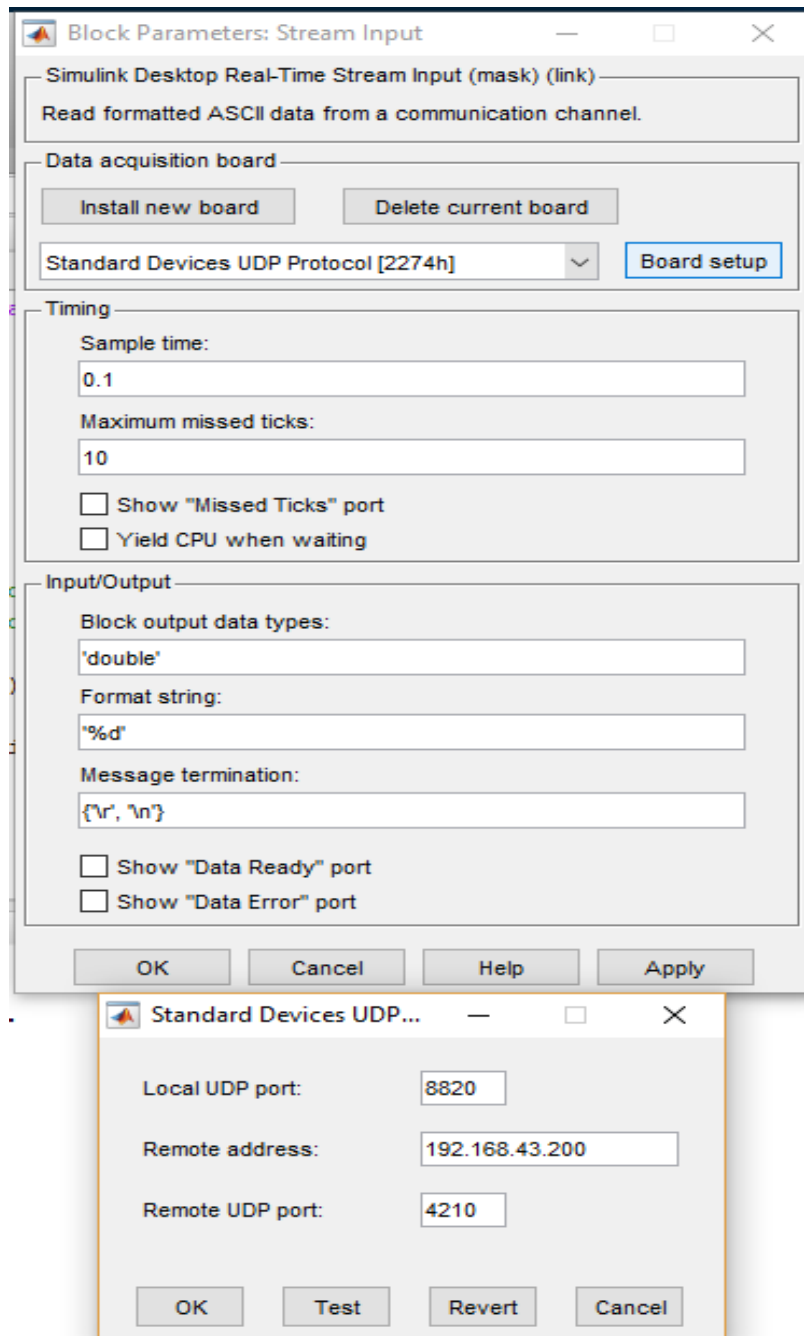 Block Parameters: Stream Input
Simulink Desktop Real-Time Stream Input (mask) (link)
Read formatted ASCII data from a communication channel.
Data acquisition board
Install new board Delete current board
Standard Devices UDP Protocol [2274h] Board setup
Timing
Sample time:
0.1
Maximum missed ticks:
10
Show "Missed Ticks" port
Yield CPU when waiting
Input/Output
Block output data types:
'double'
Format string:
'%d'
Message termination:
{'\r', '\n'}
Show "Data Ready" port
Show "Data Error" port
OK Cancel Help Apply
Standard Devices UDP...
Local UDP port: 8820
Remote address: 192.168.43.200
Remote UDP port: 4210
OK Test Revert Cancel